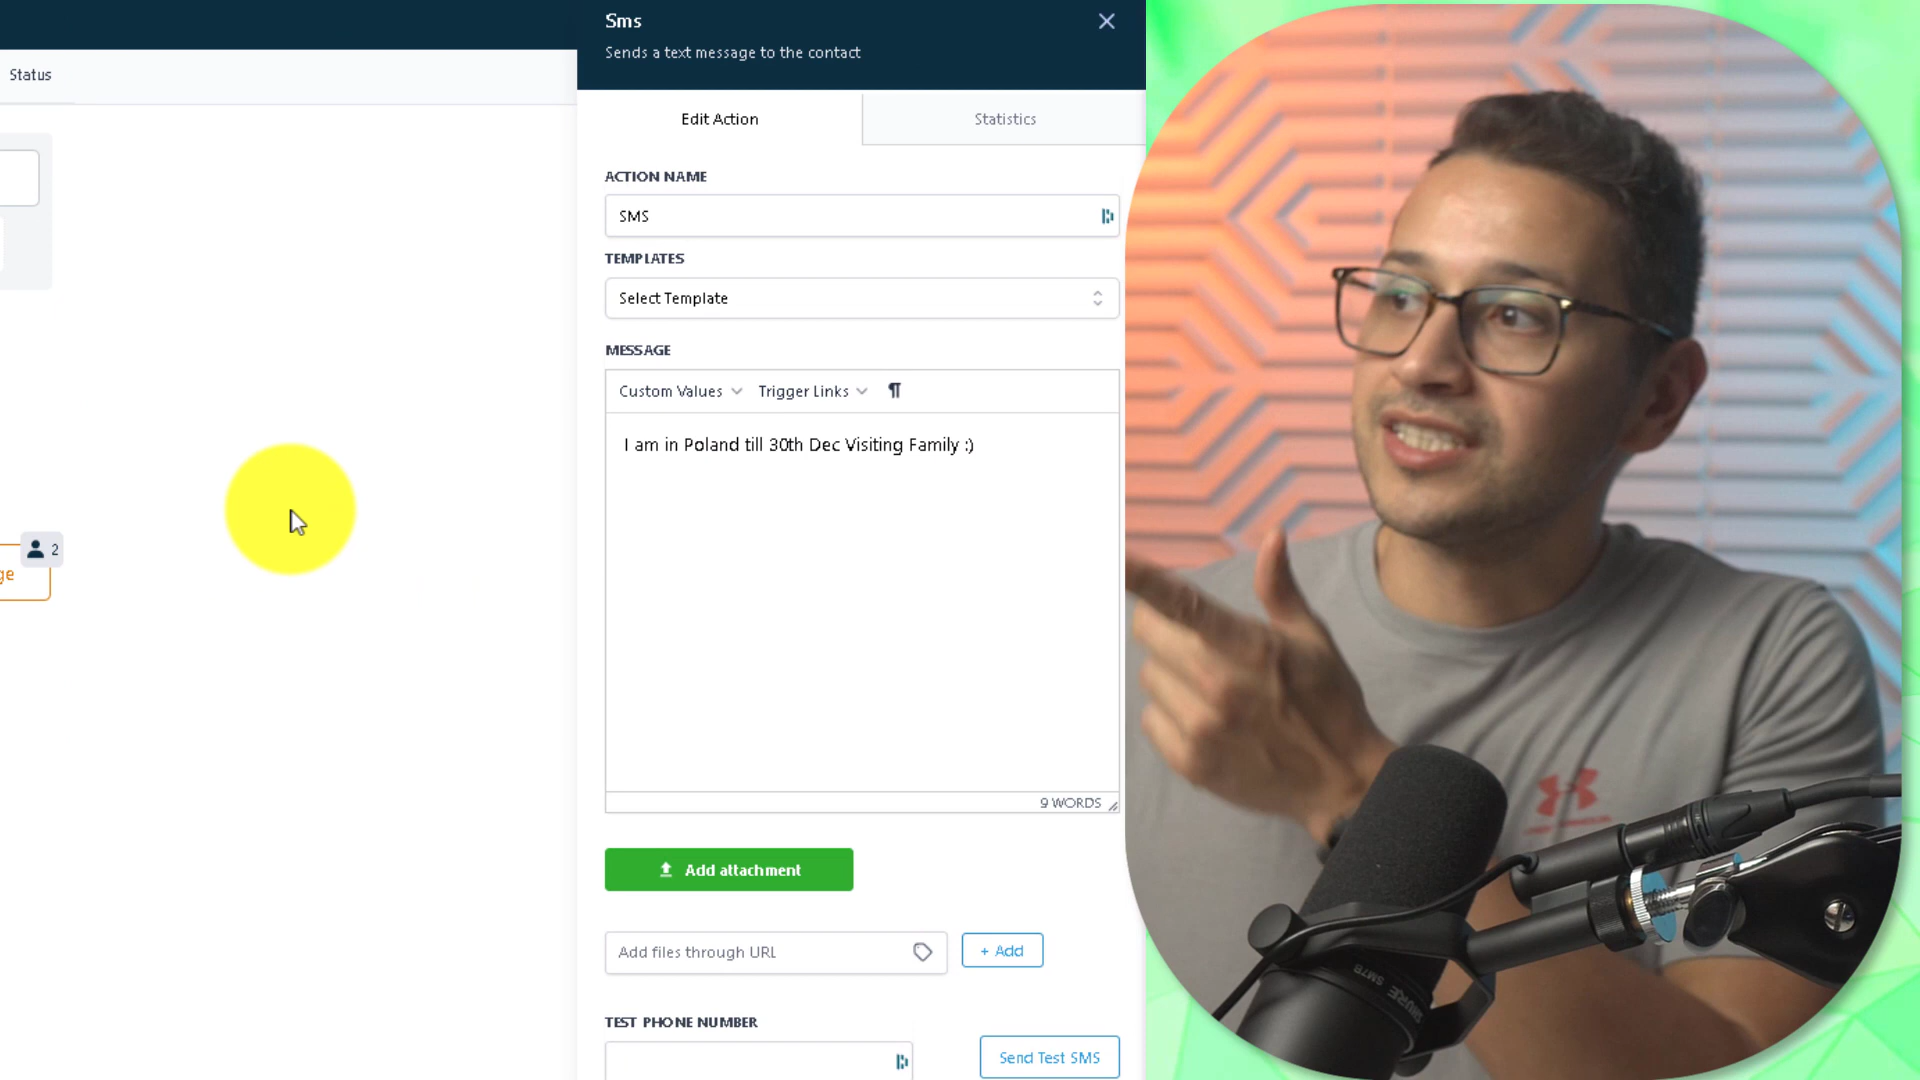 Sms
Sends a text message to the contact
Status
Edit Action
Statistics
ACTION NAME
SMS
TEMPLATES
Select Template
MESSAGE
Custom Values
Trigger Links
¶
I am in Poland till 30th Dec Visiting Family :)
2
ge
9 WORDS
Add attachment
Add files through URL
+ Add
TEST PHONE NUMBER
Send Test SMS
SHURE SM7B